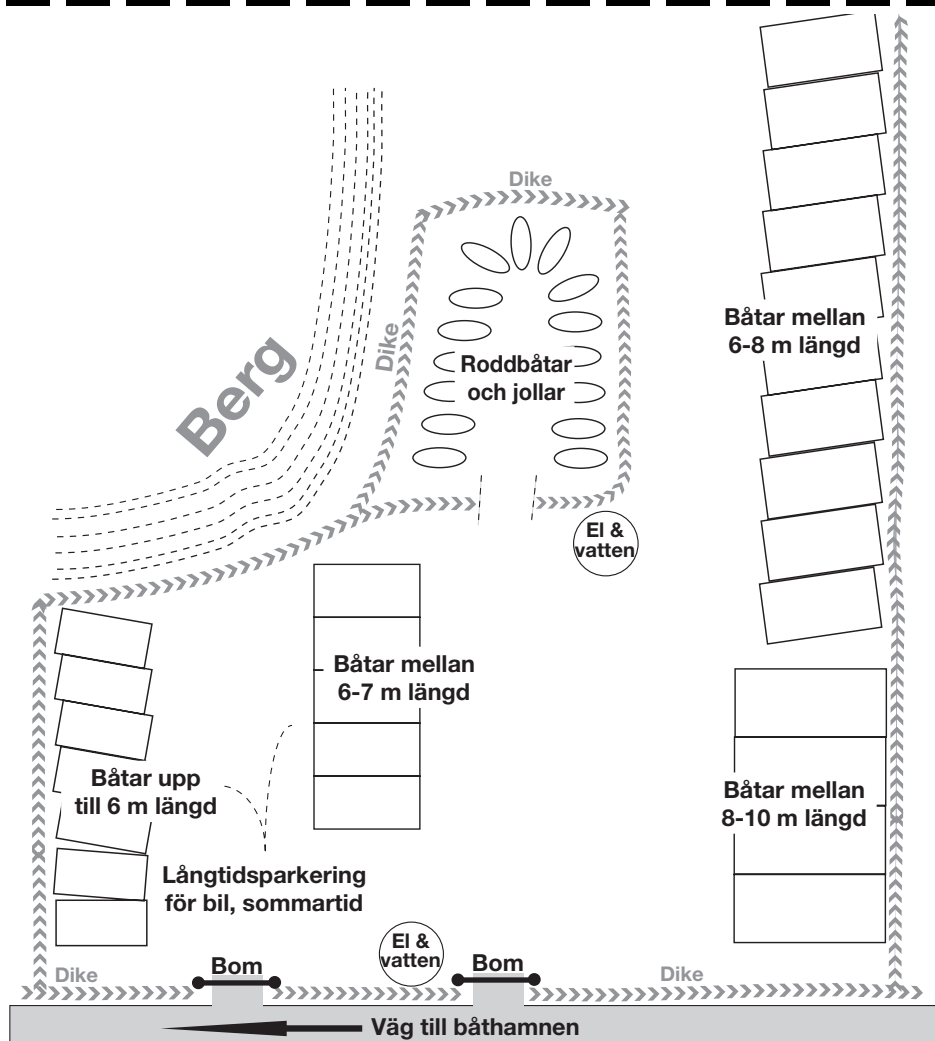 Dike
Berg
Dike
Roddbåtar
och jollar
Båtar mellan
6-8 m längd
El &
vatten
Båtar mellan
6-7 m längd
Båtar upp
till 6 m längd
Båtar mellan
8-10 m längd
Långtidsparkering
för bil, sommartid
El &
vatten
Dike
Bom
Bom
Dike
Väg till båthamnen